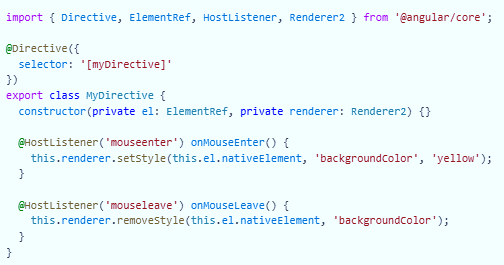 import { Directive, ElementRef, HostListener, Renderer2 } from '@angular/core';
@Directive({
selector: '[myDirective]'
})
export class MyDirective {
constructor(private el: ElementRef, private renderer: Renderer2) {}
@HostListener('mouseenter') onMouseEnter() {
this.renderer.setStyle(this.el.nativeElement, 'backgroundColor', 'yellow');
}
@HostListener('mouseleave') onMouseLeave() {
this.renderer.removeStyle(this.el.nativeElement, 'backgroundColor');
}
}